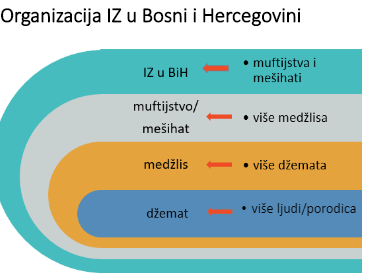 Organizacija IZ u Bosni i Hercegovini
IZ u BiH
• muftijstva i
mešihati
muftijstvo/
mešihat
• više medžlisa
medžlis
• više džemata
džemat
• više ljudi/porodica